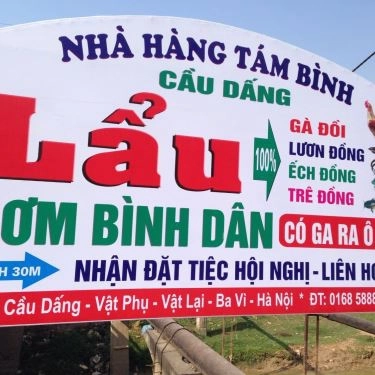 NHÀ HÀNG TÁM BÌNH
CẦU DẤNG
Lẩu
100%
GÀ ĐỒI
LƯƠN ĐỒNG
ẾCH ĐỒNG
TRÊ ĐỒNG
ƠM BÌNH DÂN
CÓ GA RA Ô
H 30M
NHẬN ĐẶT TIỆC HỘI NGHỊ - LIÊN HO
Cầu Dấng - Vật Phụ - Vật Lại - Ba Vì - Hà Nội * ĐT: 0168 5888